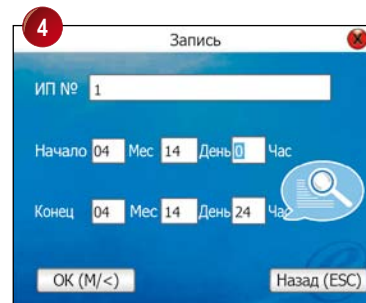 4
Запись
ИП № 1
Начало 04 Мес 14 День 0 Час
Конец 04 Мес 14 День 24 Час
OK (M/<) Назад (ESC)